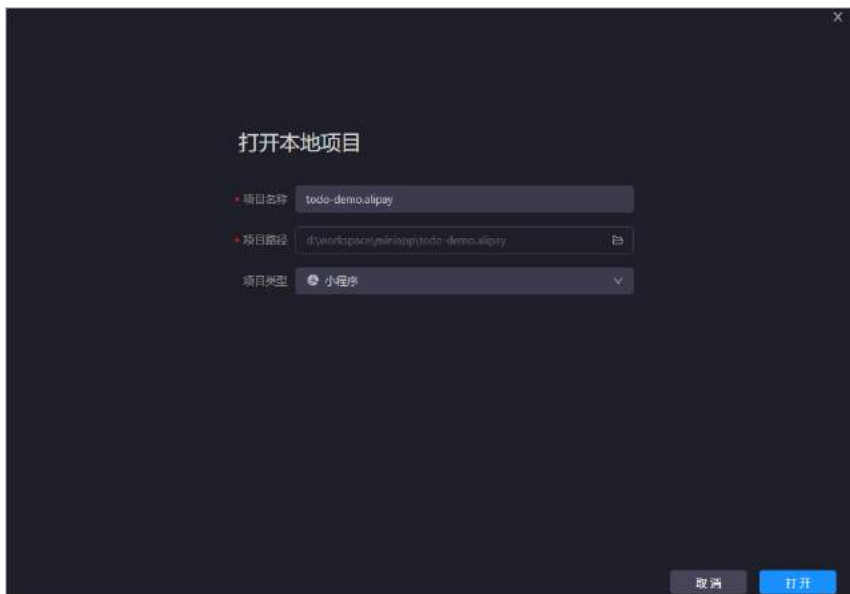 X
打开本地项目
* 项目名称 todo-demo.alipay
* 项目路径 d:\workspace\miniapp\todo-demo.alipay
项目类型 小程序
取消 打开